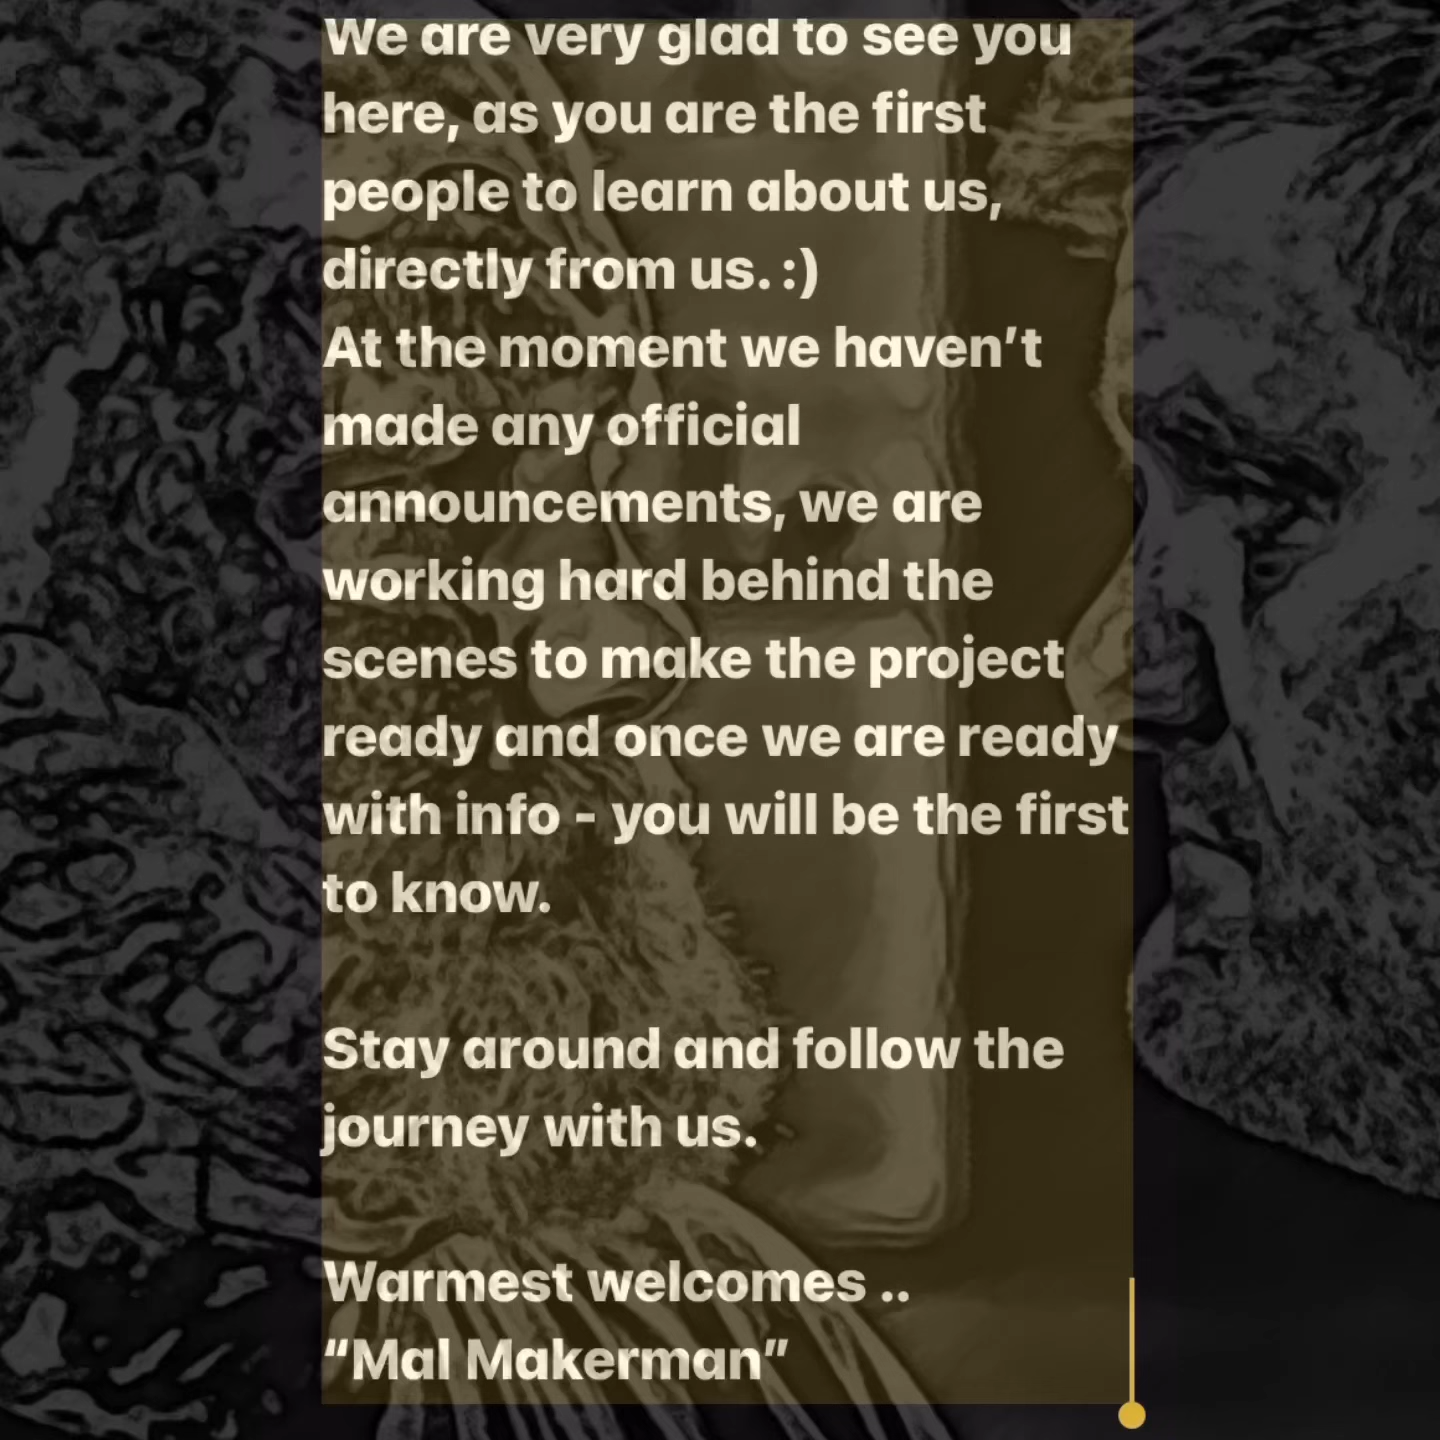 We are very glad to see you
here, as you are the first
people to learn about us,
directly from us. :)
At the moment we haven’t
made any official
announcements, we are
working hard behind the
scenes to make the project
ready and once we are ready
with info - you will be the first
to know.
Stay around and follow the
journey with us.
Warmest welcomes ..
“Mal Makerman”